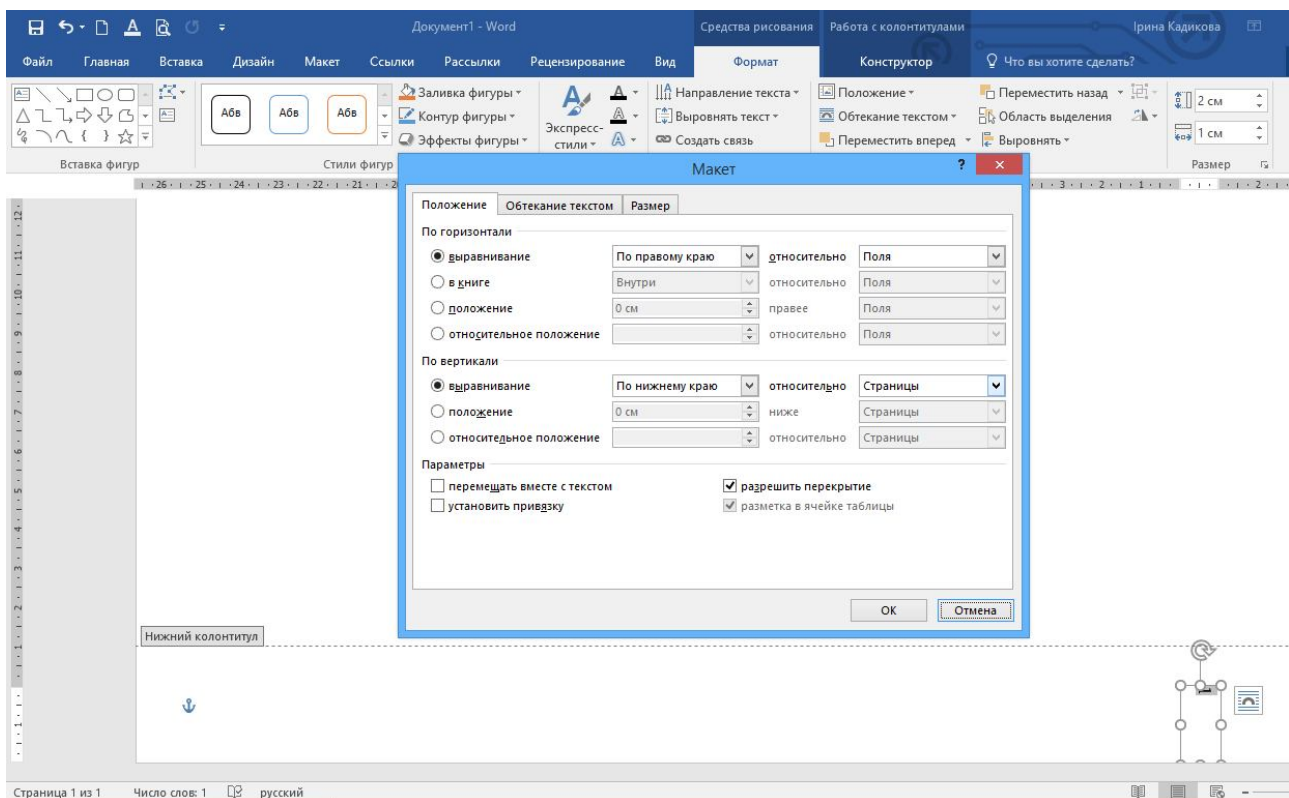 Документ1 - Word
Средства рисования
Работа с колонтитулами
Ірина Кадикова
Файл Главная Вставка Дизайн Макет Ссылки Рассылки Рецензирование Вид Формат Конструктор Что вы хотите сделать?
Абв Абв Абв
Заливка фигуры
Контур фигуры
Эффекты фигуры
Экспресс-
стили
Направление текста
Выровнять текст
Создать связь
Положение
Обтекание текстом
Переместить вперед
Переместить назад
Область выделения
Выровнять
2 см
1 см
Вставка фигур
Стили фигур
Размер
Макет
Положение Обтекание текстом Размер
По горизонтали
выравнивание По правому краю относительно Поля
в книге Внутри относительно Поля
положение 0 см правее Поля
относительное положение относительно Поля
По вертикали
выравнивание По нижнему краю относительно Страницы
положение 0 см ниже Страницы
относительное положение относительно Страницы
Параметры
перемещать вместе с текстом разрешить перекрытие
установить привязку разметка в ячейке таблицы
ОК Отмена
Нижний колонтитул
Страница 1 из 1 Число слов: 1 русский